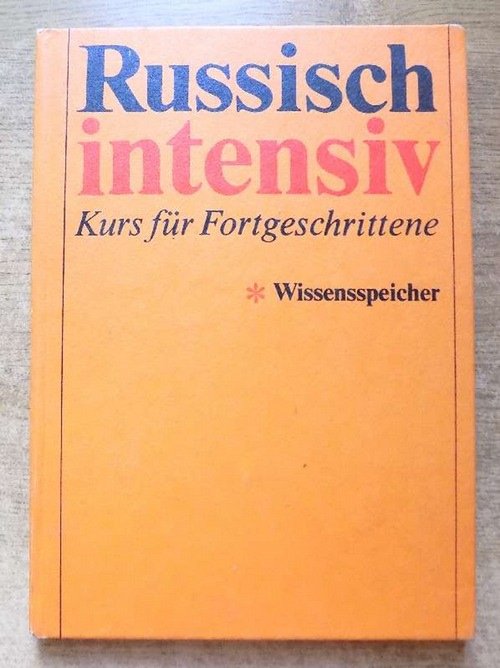 Russisch
intensiv
Kurs für Fortgeschrittene
* Wissensspeicher